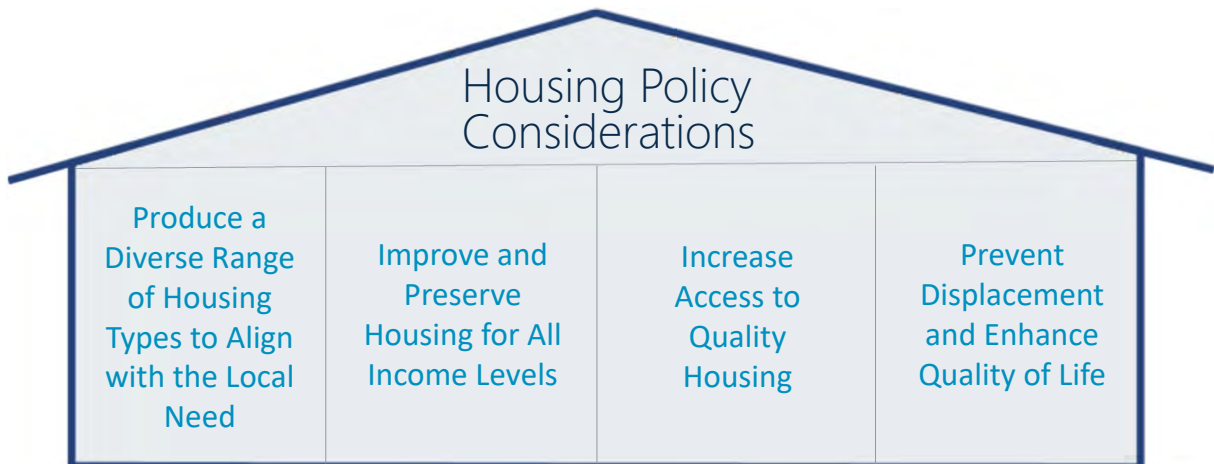 Housing Policy
Considerations
Produce a
Diverse Range
of Housing
Types to Align
with the Local
Need
Improve and
Preserve
Housing for All
Income Levels
Increase
Access to
Quality
Housing
Prevent
Displacement
and Enhance
Quality of Life